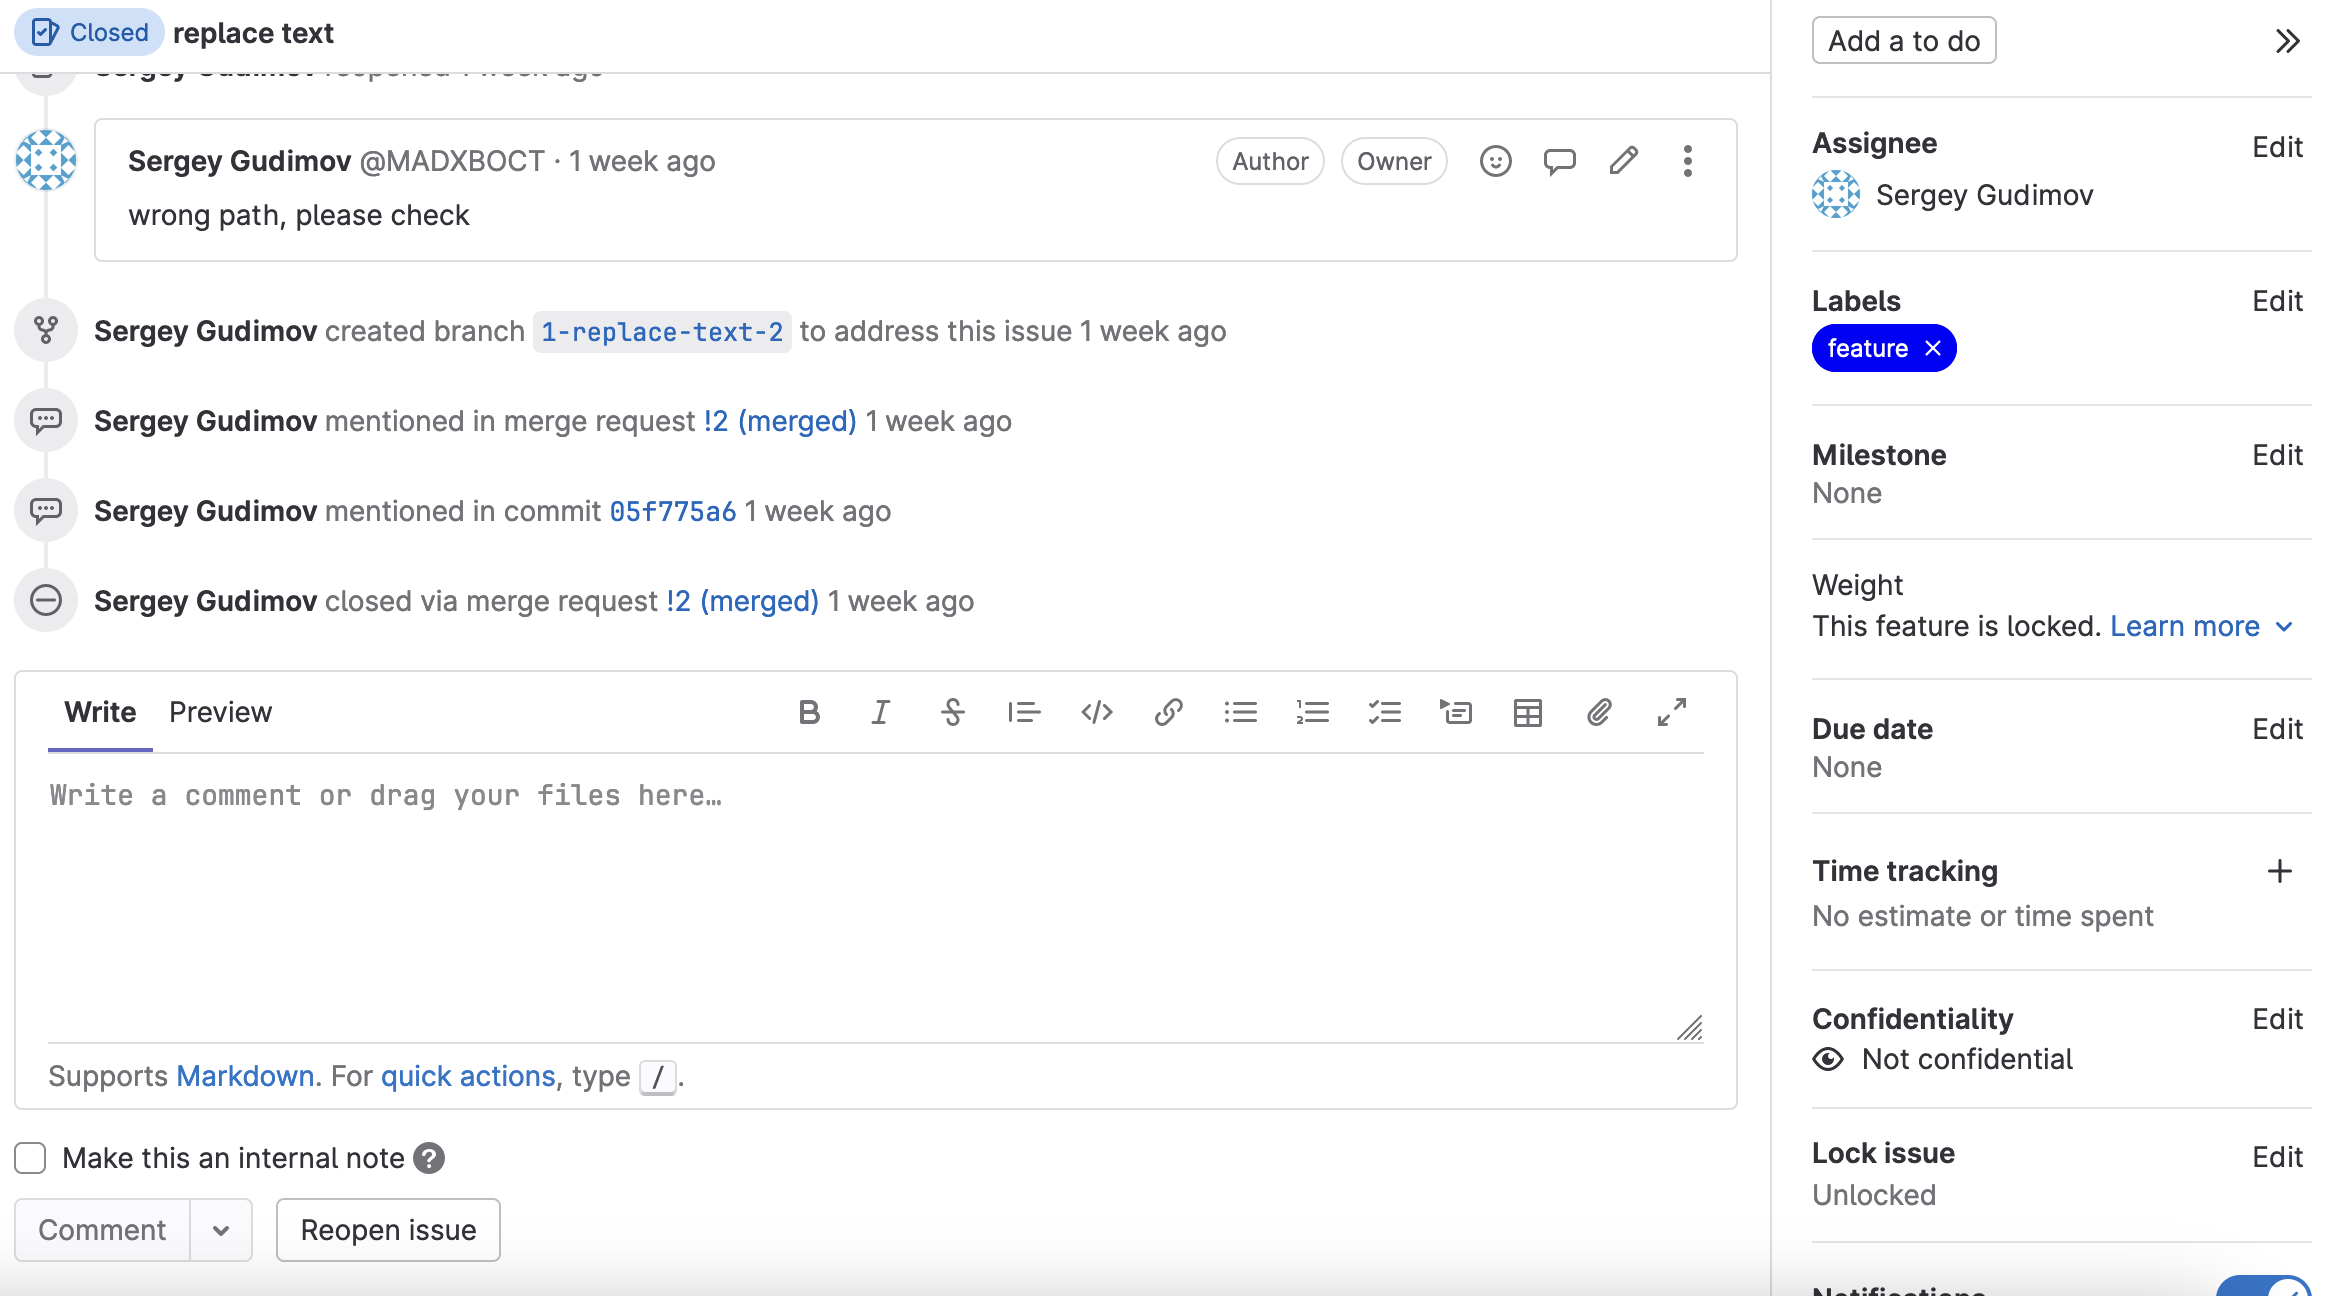 Closed replace text
Sergey Gudimov reopened 1 week ago
Sergey Gudimov @MADXBOCT · 1 week ago
Author
Owner
wrong path, please check
Sergey Gudimov created branch 1-replace-text-2 to address this issue 1 week ago
Sergey Gudimov mentioned in merge request !2 (merged) 1 week ago
Sergey Gudimov mentioned in commit 05f775a6 1 week ago
Sergey Gudimov closed via merge request !2 (merged) 1 week ago
Write Preview
Write a comment or drag your files here…
Supports Markdown. For quick actions, type /.
Make this an internal note ?
Comment
Reopen issue
Add a to do
Assignee Edit
Sergey Gudimov
Labels Edit
feature
Milestone Edit
None
Weight
This feature is locked. Learn more
Due date Edit
None
Time tracking
No estimate or time spent
Confidentiality Edit
Not confidential
Lock issue Edit
Unlocked
Notifications